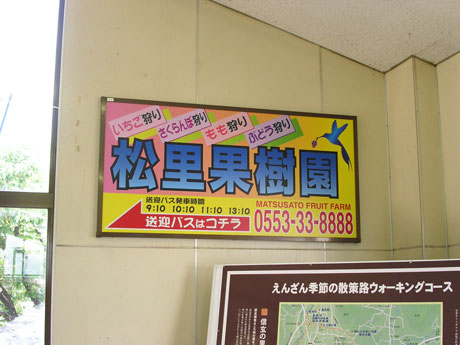 いちご狩り
さくらんぼ狩り
もも狩り
ぶどう狩り
松里果樹園
MATSUSATO FRUIT FARM
送迎バス発車時間
9:10 10:10 11:10 13:10
送迎バスはコチラ
0553-33-8888
えんざん季節の散策路ウォーキングコース